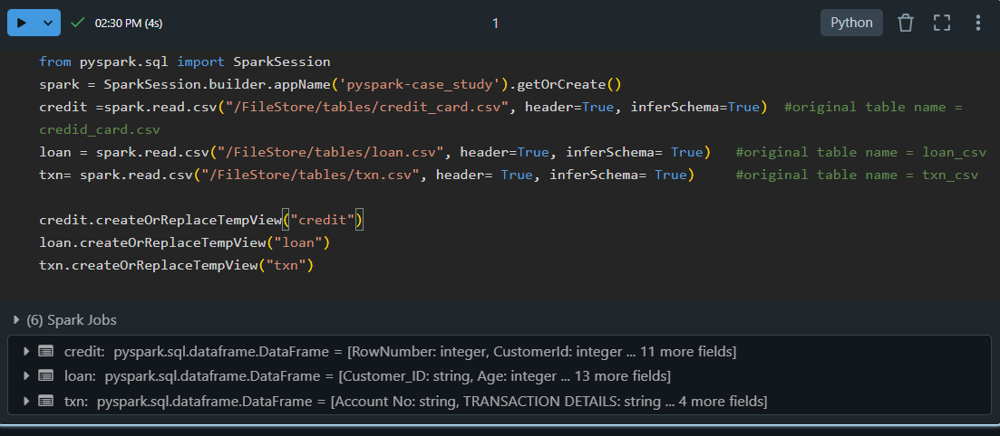 02:30 PM (4s)
1
Python
from pyspark.sql import SparkSession
spark = SparkSession.builder.appName('pyspark-case_study').getOrCreate()
credit =spark.read.csv("/FileStore/tables/credit_card.csv", header=True, inferSchema=True)  #original table name =
credid_card.csv
loan = spark.read.csv("/FileStore/tables/loan.csv", header=True, inferSchema= True)   #original table name = loan_csv
txn= spark.read.csv("/FileStore/tables/txn.csv", header= True, inferSchema= True)     #original table name = txn_csv
credit.createOrReplaceTempView("credit")
loan.createOrReplaceTempView("loan")
txn.createOrReplaceTempView("txn")
(6) Spark Jobs
credit: pyspark.sql.dataframe.DataFrame = [RowNumber: integer, CustomerId: integer ... 11 more fields]
loan: pyspark.sql.dataframe.DataFrame = [Customer_ID: string, Age: integer ... 13 more fields]
txn: pyspark.sql.dataframe.DataFrame = [Account No: string, TRANSACTION DETAILS: string ... 4 more fields]